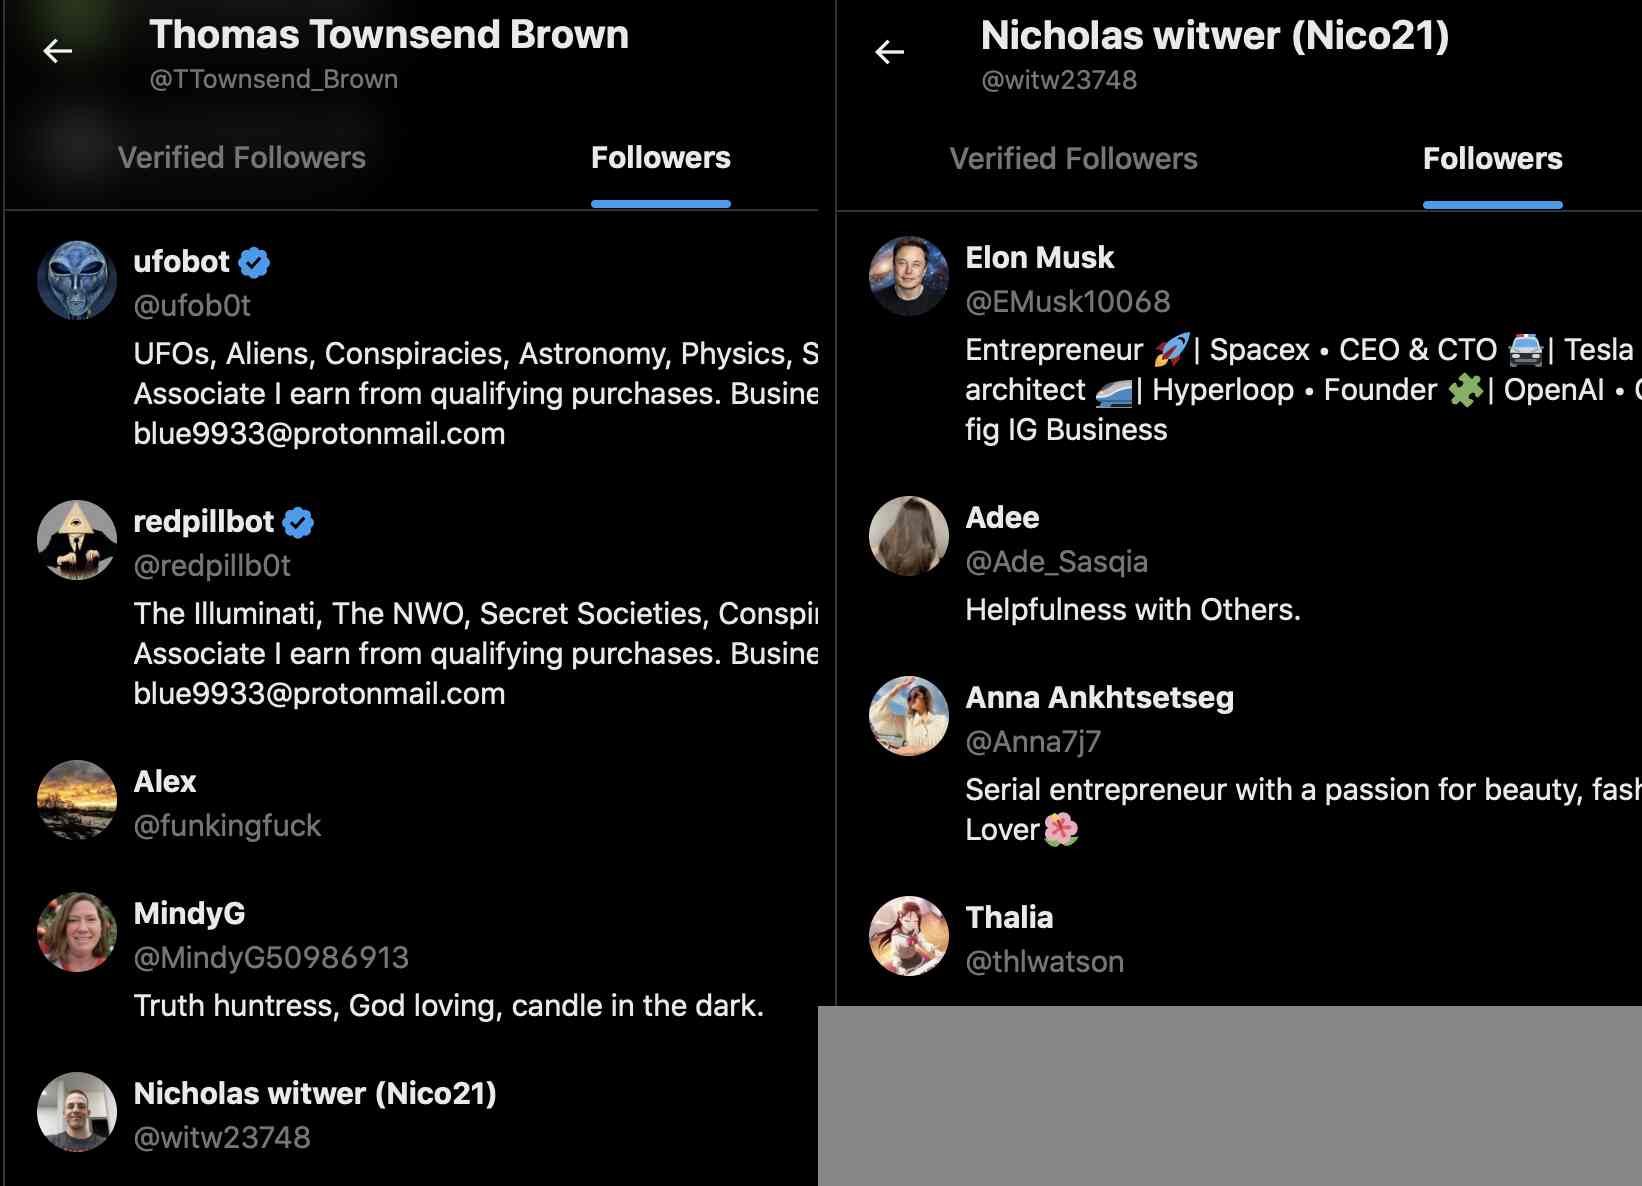 Thomas Townsend Brown
@TTownsend_Brown
Verified Followers
Followers
ufobot
@ufob0t
UFOs, Aliens, Conspiracies, Astronomy, Physics, S
Associate I earn from qualifying purchases. Busine
blue9933@protonmail.com
redpillbot
@redpillb0t
The Illuminati, The NWO, Secret Societies, Conspi
Associate I earn from qualifying purchases. Busine
blue9933@protonmail.com
Alex
@funkingfuck
MindyG
@MindyG50986913
Truth huntress, God loving, candle in the dark.
Nicholas witwer (Nico21)
@witw23748
Nicholas witwer (Nico21)
@witw23748
Verified Followers
Followers
Elon Musk
@EMusk10068
Entrepreneur 🚀| Spacex • CEO & CTO 🚔| Tesla
architect 🚄| Hyperloop • Founder 🧩| OpenAI •
fig IG Business
Adee
@Ade_Sasqia
Helpfulness with Others.
Anna Ankhtsetseg
@Anna7j7
Serial entrepreneur with a passion for beauty, fash
Lover🌺
Thalia
@thlwatson